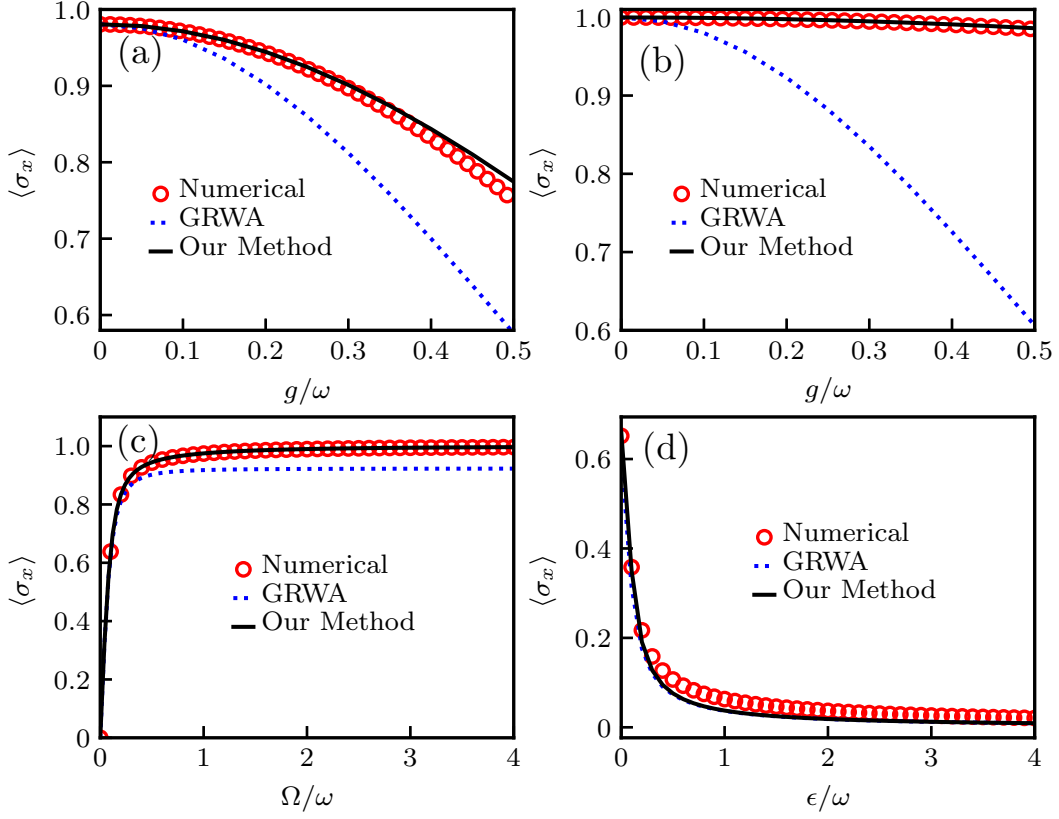 1.0
0.9
0.8
0.7
0.6
⟨σx⟩
(a)
Numerical
GRWA
Our Method
0
0.1
0.2
0.3
0.4
0.5
g/ω
1.0
0.9
0.8
0.7
0.6
⟨σx⟩
(b)
Numerical
GRWA
Our Method
0
0.1
0.2
0.3
0.4
0.5
g/ω
1.0
0.8
0.6
0.4
0.2
0
⟨σx⟩
(c)
Numerical
GRWA
Our Method
0
1
2
3
4
Ω/ω
0.6
0.4
0.2
0
⟨σx⟩
(d)
Numerical
GRWA
Our Method
0
1
2
3
4
ϵ/ω